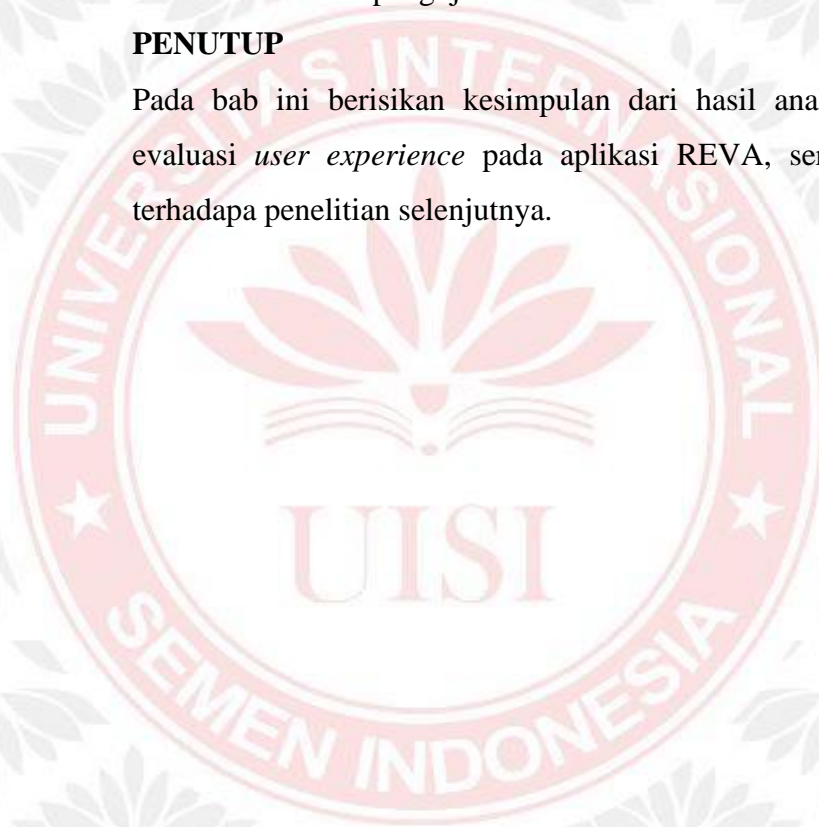 PENUTUP
Pada bab ini berisikan kesimpulan dari hasil ana
evaluasi user experience pada aplikasi REVA, ser
terhadapa penelitian selenjutnya.
UNIVERSITAS INTERNASIONAL
UISI
SEMEN INDONESIA